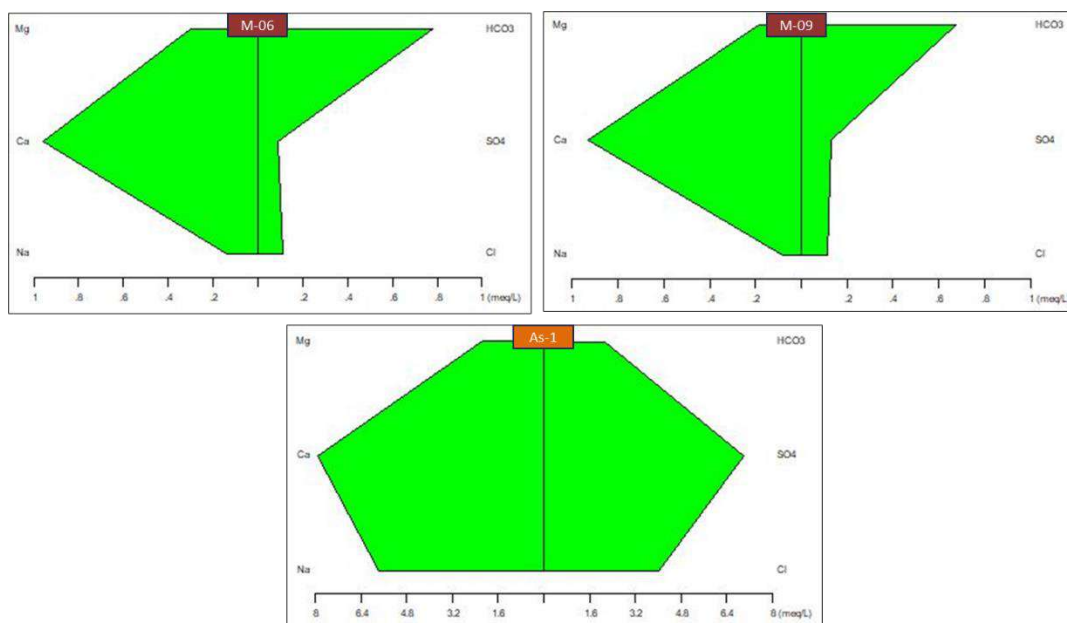 M-06
Mg HCO3
Ca SO4
Na Cl
1 .8 .6 .4 .2 .2 .4 .6 .8 1 (meq/L)
M-09
Mg HCO3
Ca SO4
Na Cl
1 .8 .6 .4 .2 .2 .4 .6 .8 1 (meq/L)
As-1
Mg HCO3
Ca SO4
Na Cl
8 6.4 4.8 3.2 1.6 1.6 3.2 4.8 6.4 8 (meq/L)